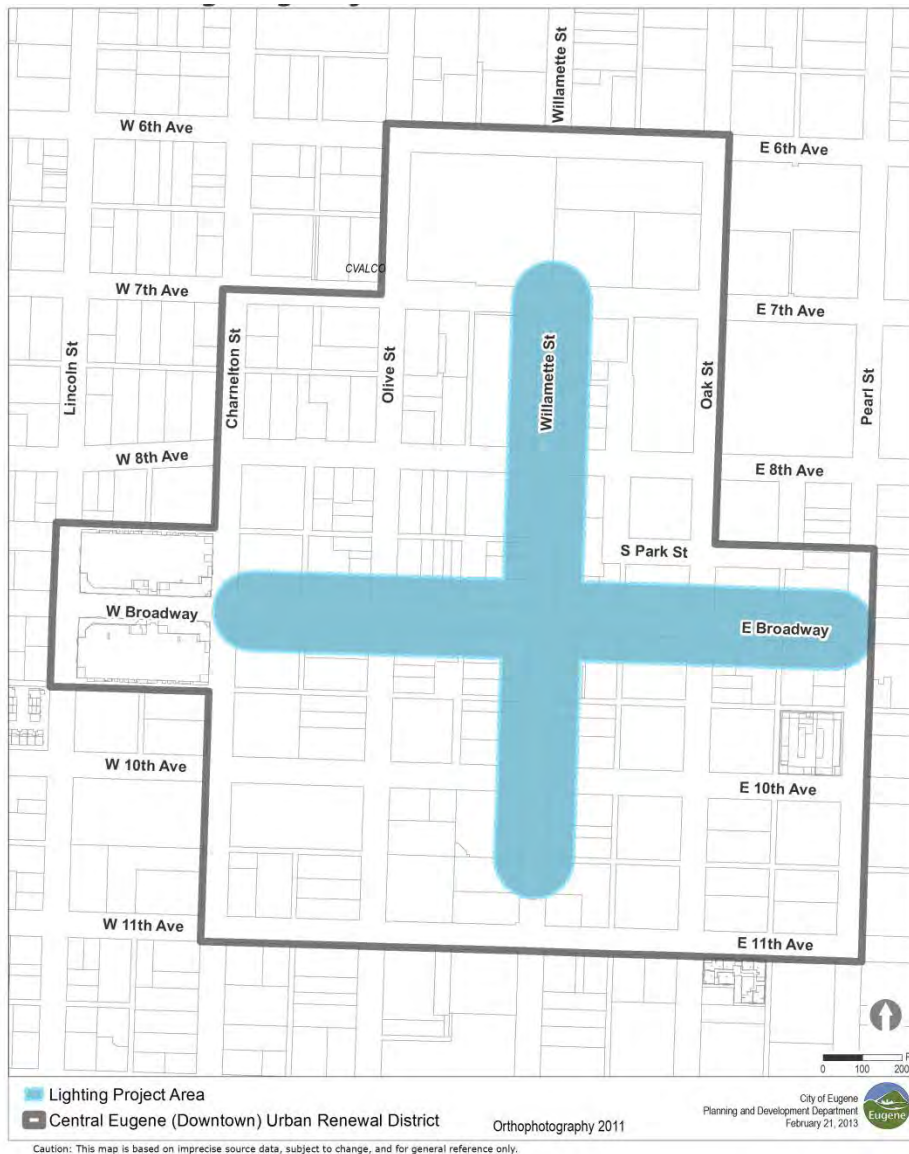 Willamette St
W 6th Ave
E 6th Ave
CVALCO
W 7th Ave
E 7th Ave
Lincoln St
Charnelton St
Olive St
Willamette St
Oak St
Pearl St
W 8th Ave
E 8th Ave
S Park St
W Broadway
E Broadway
W 10th Ave
E 10th Ave
W 11th Ave
E 11th Ave
0 100 200
Lighting Project Area
Central Eugene (Downtown) Urban Renewal District
Orthophotography 2011
City of Eugene
Planning and Development Department
February 21, 2013
Eugene
Caution: This map is based on imprecise source data, subject to change, and for general reference only.